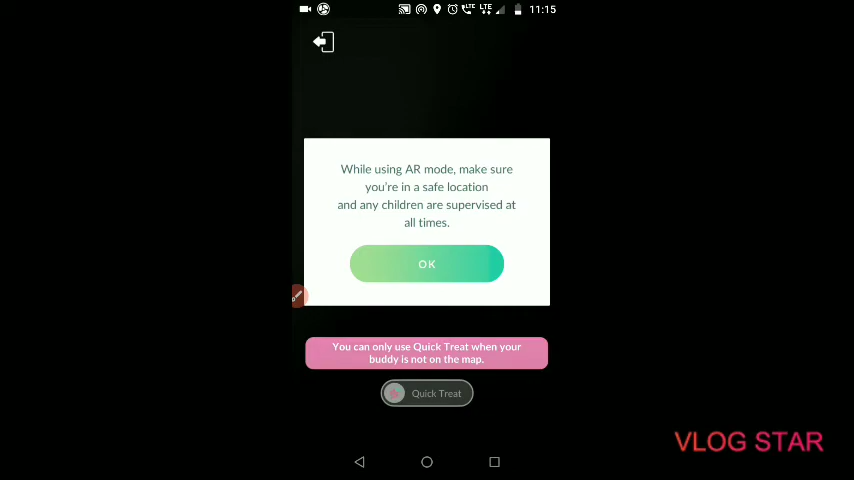 LTE LTE 11:15
While using AR mode, make sure
you're in a safe location
and any children are supervised at
all times.
OK
You can only use Quick Treat when your
buddy is not on the map.
Quick Treat
VLOG STAR